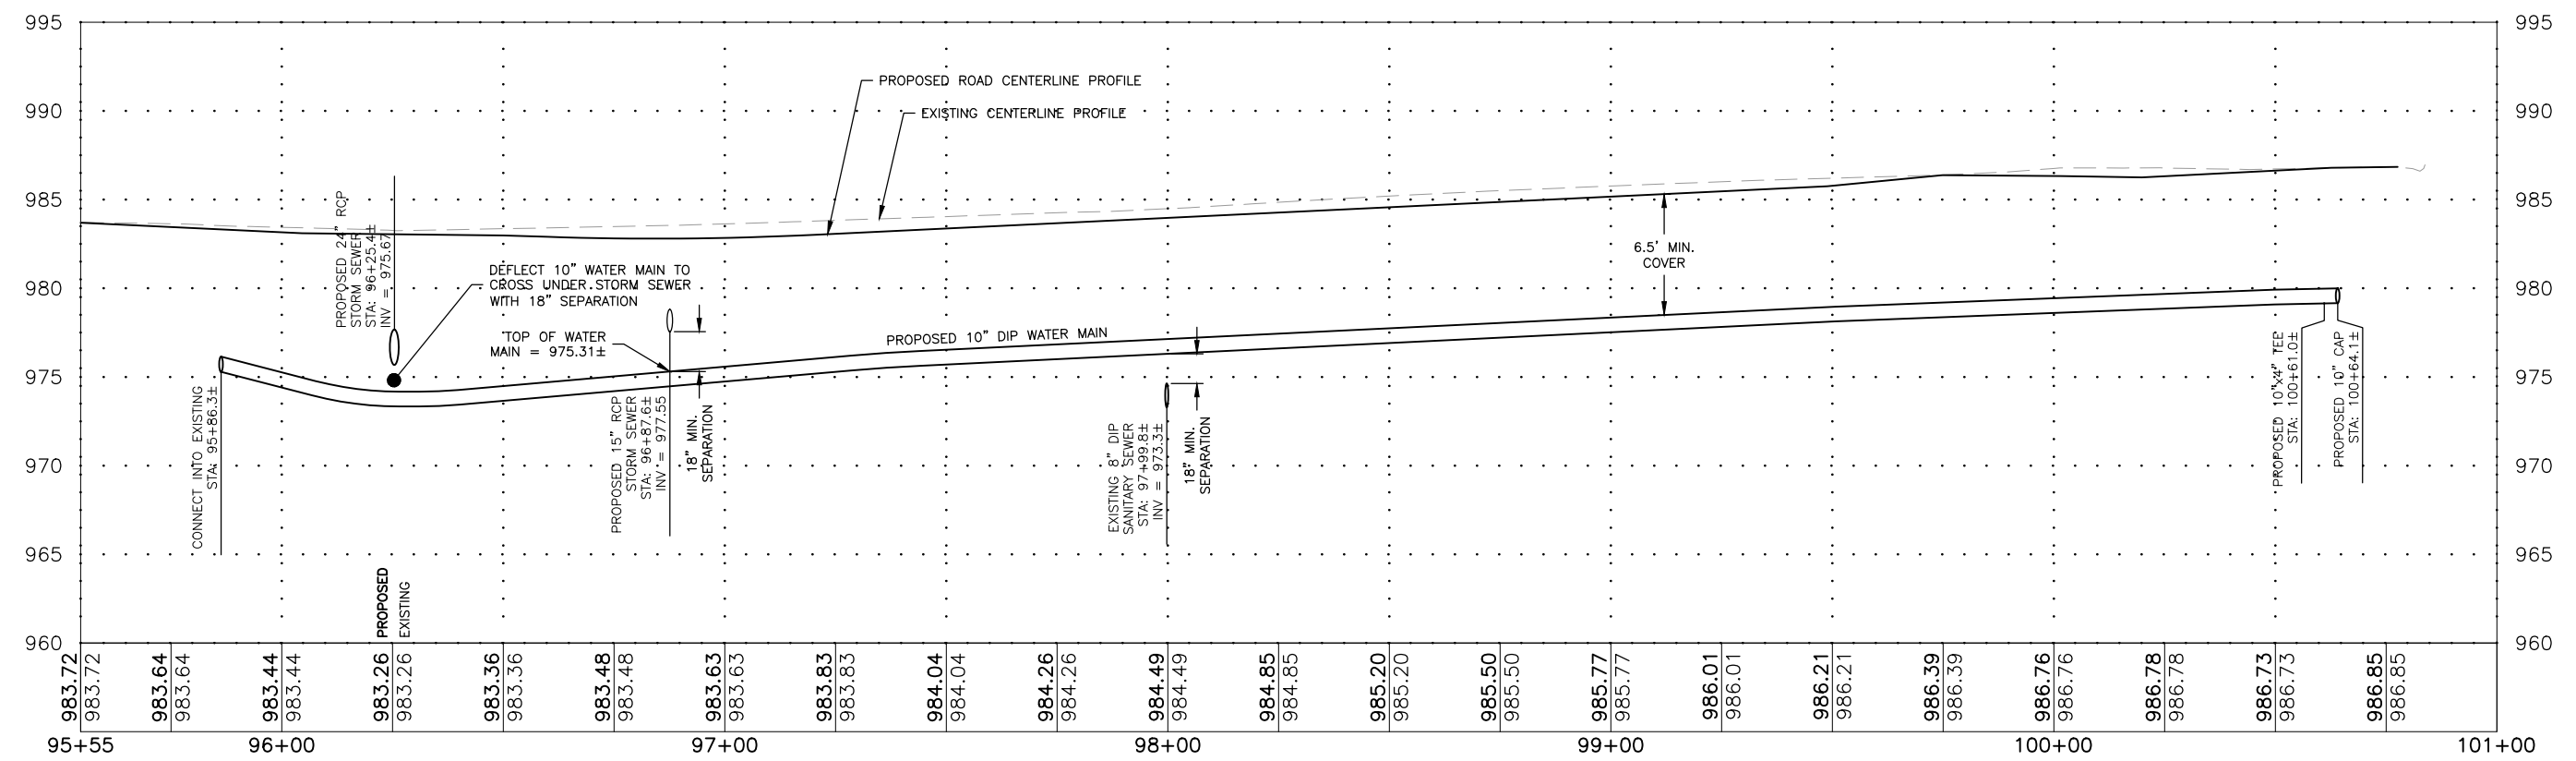 995
995
PROPOSED ROAD CENTERLINE PROFILE
990
990
EXISTING CENTERLINE PROFILE
985
985
PROPOSED 24" RCP
STORM SEWER
STA: 96+25.4±
INV = 975.67
6.5' MIN.
COVER
DEFLECT 10" WATER MAIN TO
CROSS UNDER STORM SEWER
WITH 18" SEPARATION
980
980
TOP OF WATER
MAIN = 975.31±
PROPOSED 10" DIP WATER MAIN
975
975
CONNECT INTO EXISTING
STA: 95+86.3±
PROPOSED 15" RCP
STORM SEWER
STA: 96+87.6±
INV = 977.55
18" MIN.
SEPARATION
EXISTING 8" DIP
SANITARY SEWER
STA: 97+99.8±
INV = 973.3±
18" MIN.
SEPARATION
PROPOSED 10"x4" TEE
STA: 100+61.0±
PROPOSED 10" CAP
STA: 100+64.1±
970
970
965
965
PROPOSED
EXISTING
960
960
983.72
983.72
983.64
983.64
983.44
983.44
983.26
983.26
983.36
983.36
983.48
983.48
983.63
983.63
983.83
983.83
984.04
984.04
984.26
984.26
984.49
984.49
984.85
984.85
985.20
985.20
985.50
985.50
985.77
985.77
986.01
986.01
986.21
986.21
986.39
986.39
986.76
986.76
986.78
986.78
986.73
986.73
986.85
986.85
95+55
96+00
97+00
98+00
99+00
100+00
101+00